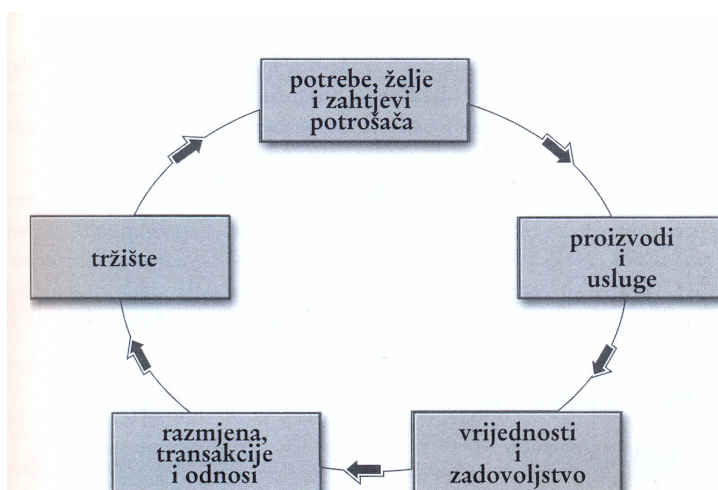 potrebe, želje
i zahtjevi
potrošača
proizvodi
i
usluge
vrijednosti
i
zadovoljstvo
razmjena,
transakcije
i odnosi
tržište